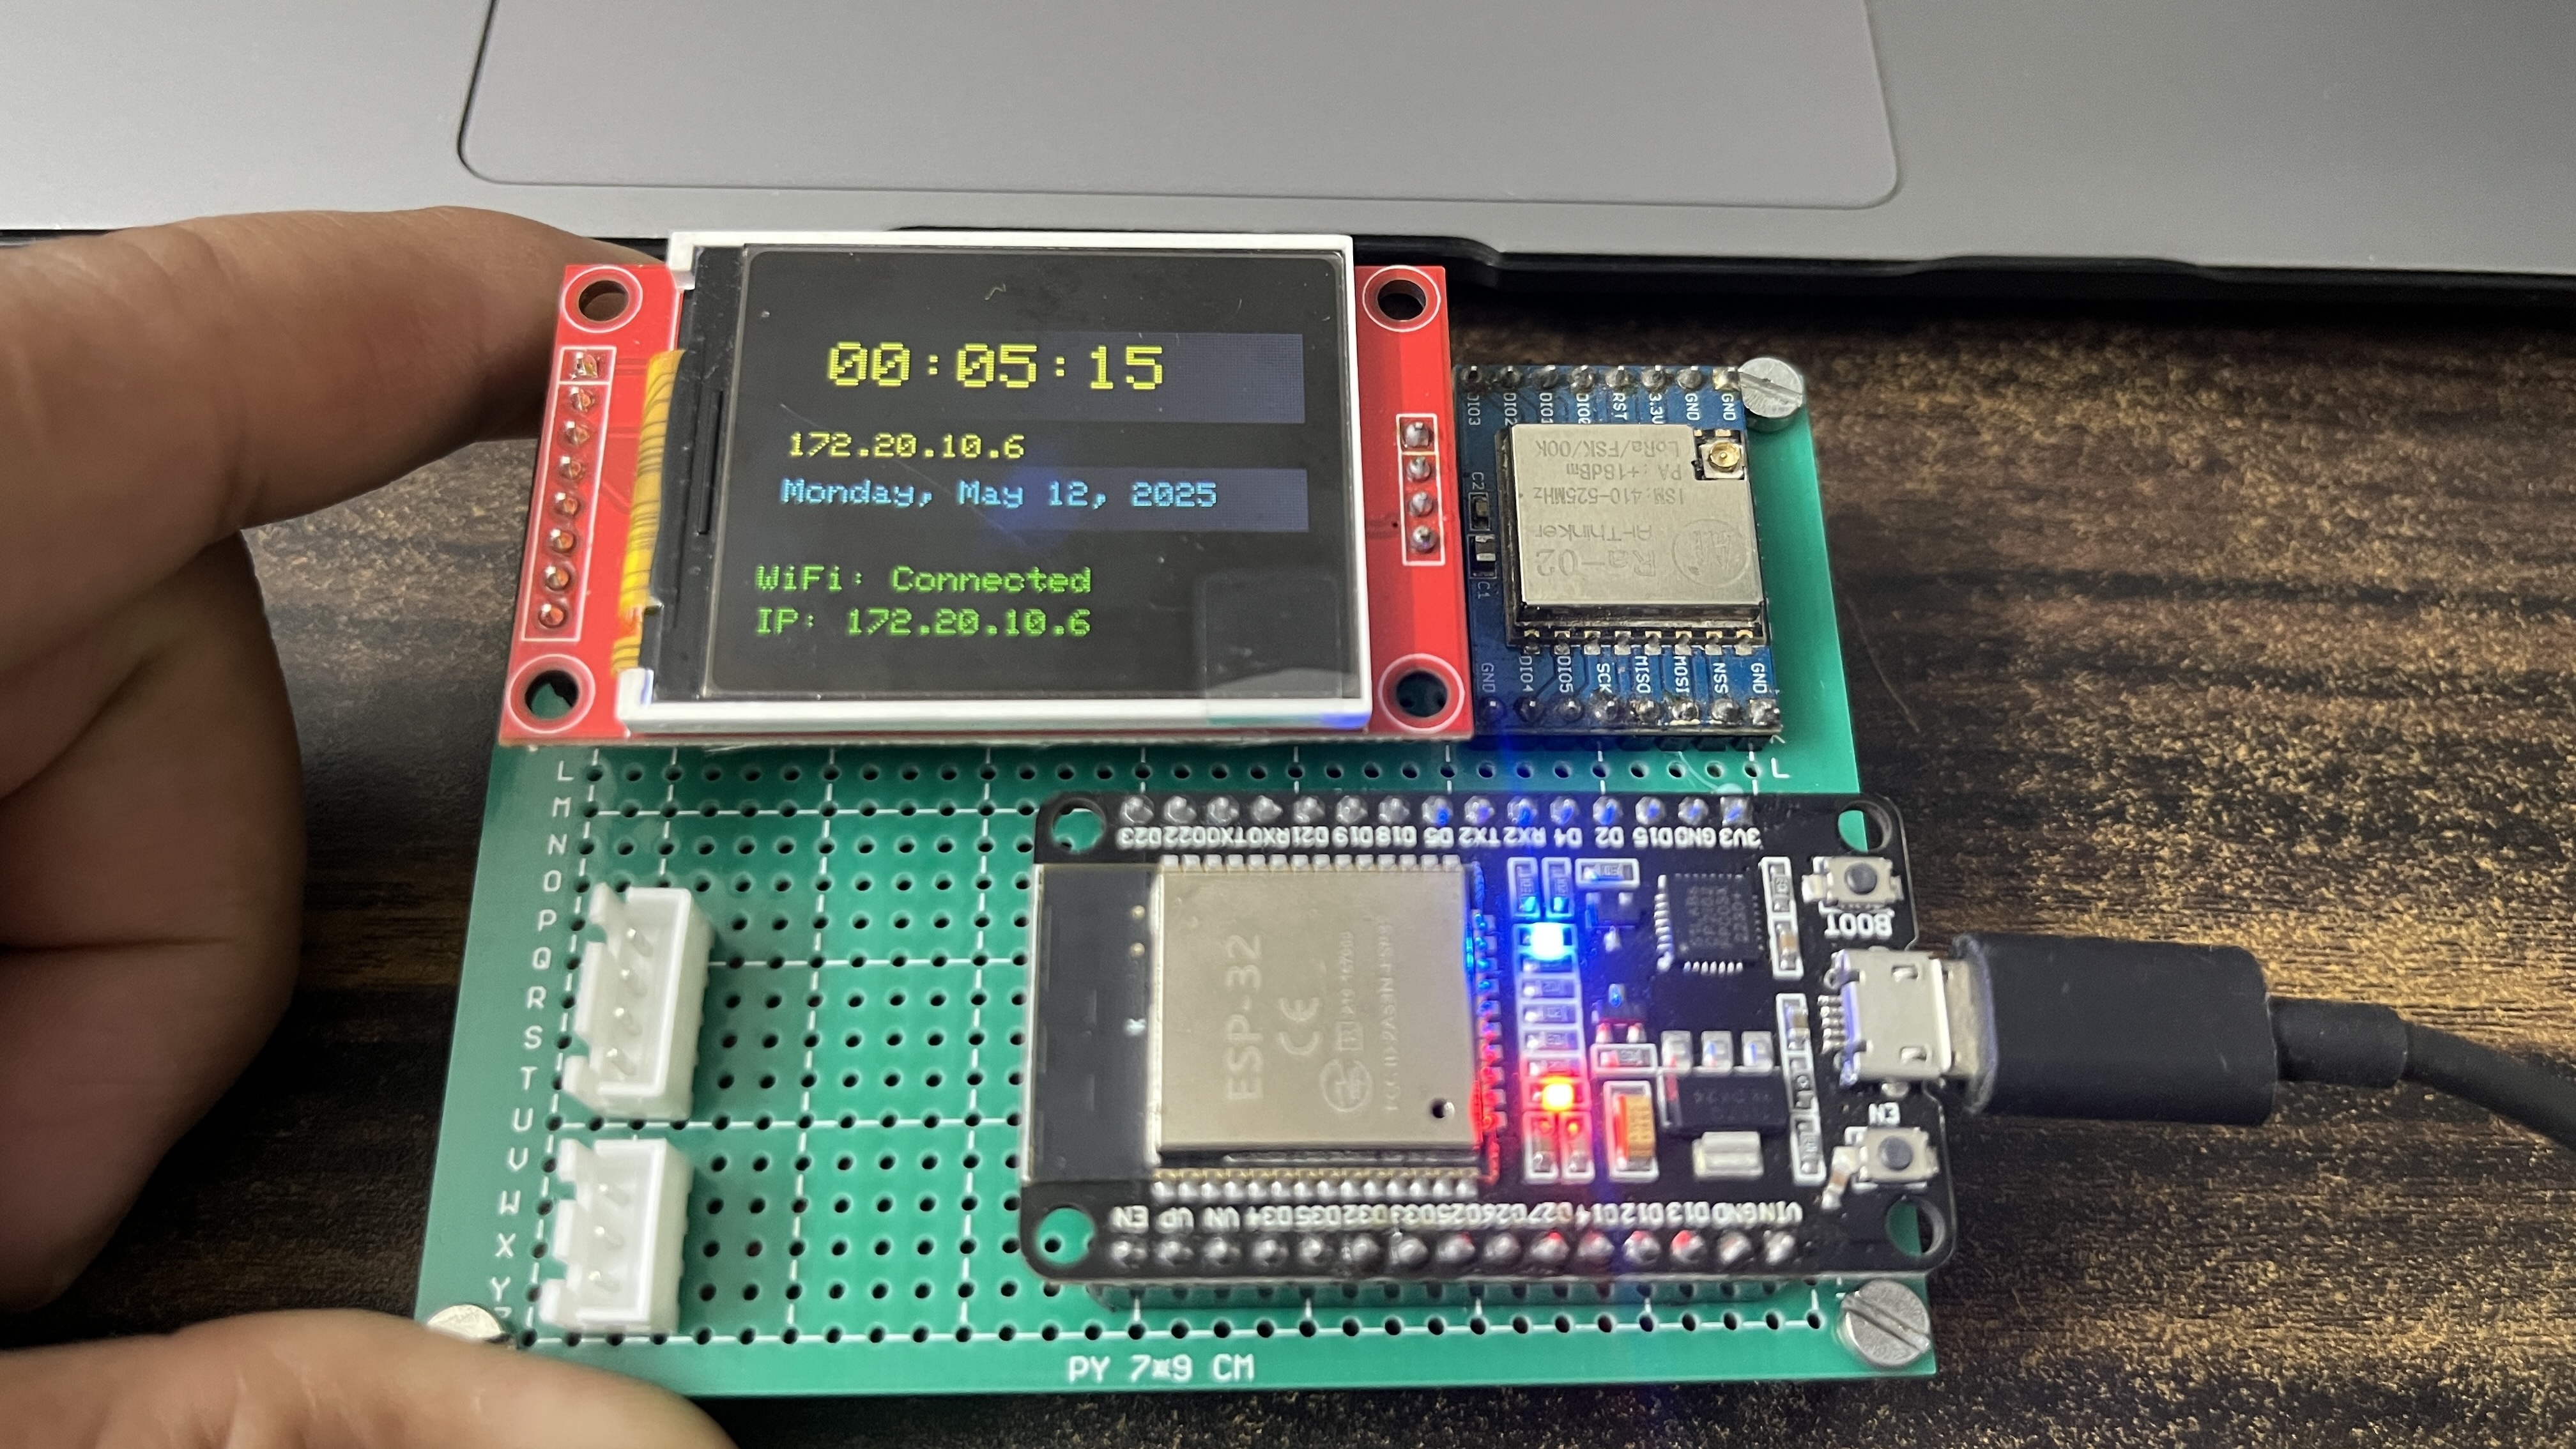 00:05:15
172.20.10.6
Monday, May 12, 2025
WiFi: Connected
IP: 172.20.10.6
DIO3 DIO2 DIO1 DIO0 RST 3.3V GND GND
LoRa/FSK/OOK
PA:+18dBm
ISM:410-525MHz
Ai-Thinker
Ra-02
C2
C1
GND DIO4 DIO5 SCK MISO MOSI NSS GND
L
L
M
N
O
P
Q
R
S
T
U
V
W
X
Y
D23 D22 TX0 RX0 D21 D19 D18 D5 TX2 RX2 D4 D2 D15 GND 3V3
BOOT
ESP-32
CE
EN
EN VP VN D34 D35 D32 D33 D25 D26 D27 D14 D12 D13 GND VIN
PY 7*9 CM